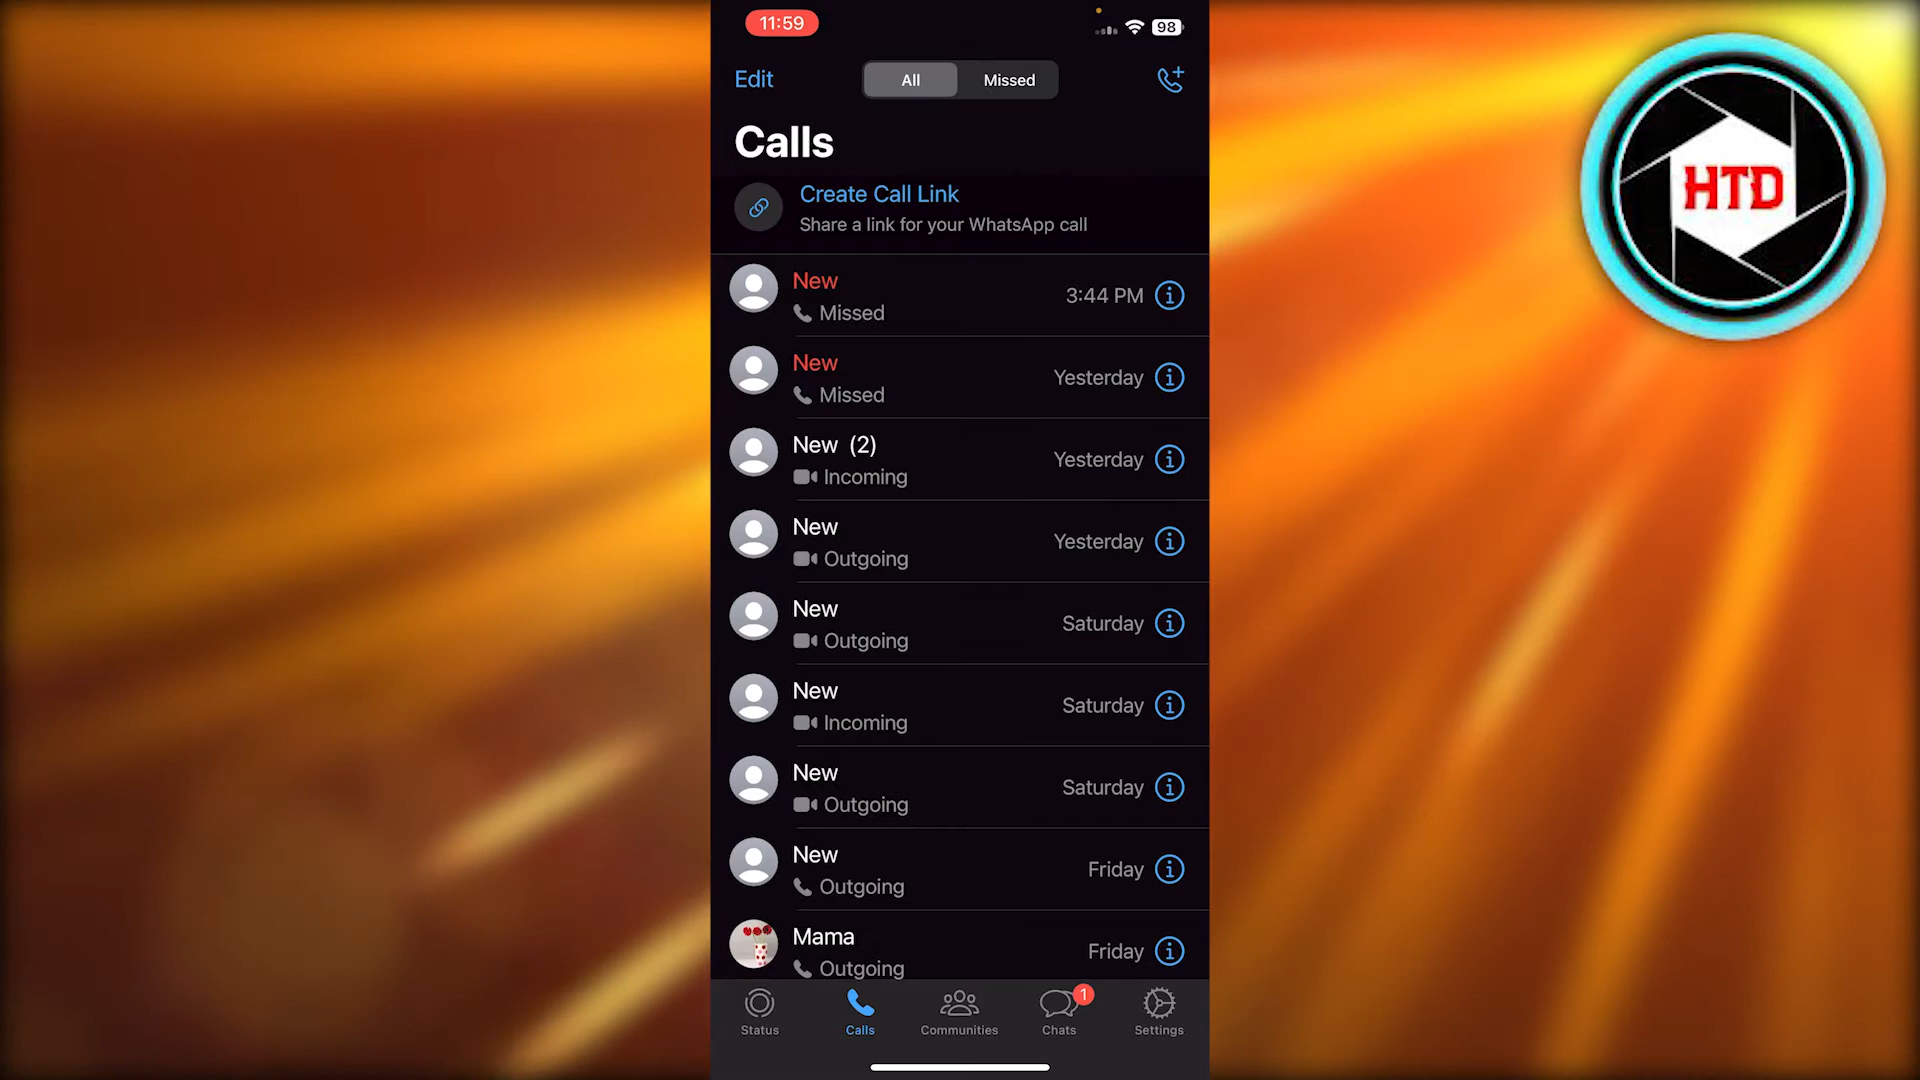 11:59
98
Edit
All
Missed
Calls
Create Call Link
Share a link for your WhatsApp call
New
Missed
3:44 PM
New
Missed
Yesterday
New (2)
Incoming
Yesterday
New
Outgoing
Yesterday
New
Outgoing
Saturday
New
Incoming
Saturday
New
Outgoing
Saturday
New
Outgoing
Friday
Mama
Outgoing
Friday
1
Status
Calls
Communities
Chats
Settings
HTD